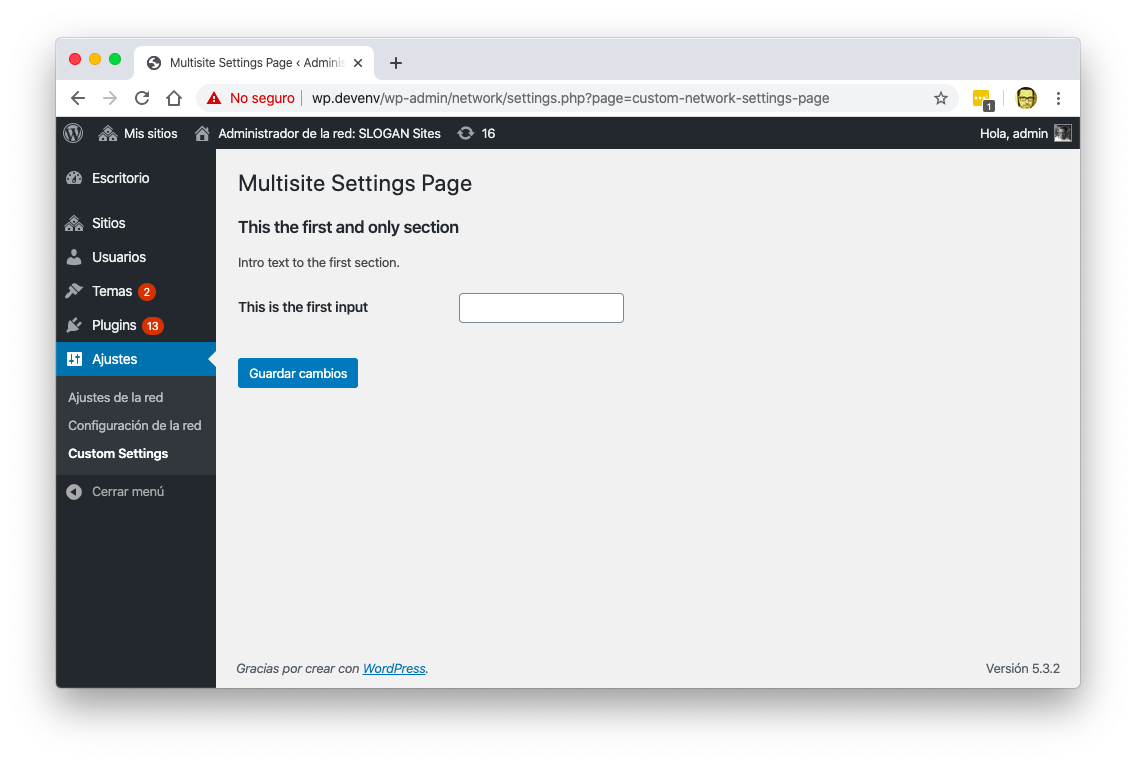 Multisite Settings Page ‹ Adminis
No seguro wp.devenv/wp-admin/network/settings.php?page=custom-network-settings-page
1
Mis sitios Administrador de la red: SLOGAN Sites 16 Hola, admin
Escritorio
Sitios
Usuarios
Temas 2
Plugins 13
Ajustes
Ajustes de la red
Configuración de la red
Custom Settings
Cerrar menú
Multisite Settings Page
This the first and only section
Intro text to the first section.
This is the first input
Guardar cambios
Gracias por crear con WordPress.
Versión 5.3.2